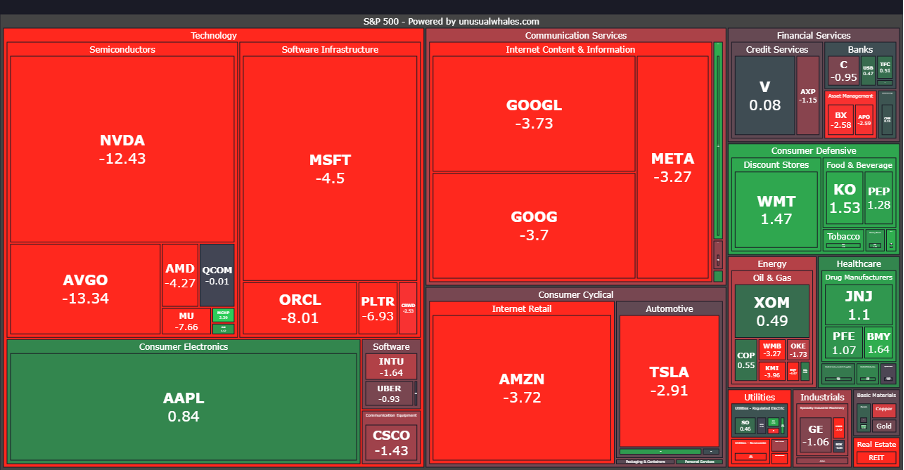 S&P 500 - Powered by unusualwhales.com
Technology
Semiconductors
NVDA
-12.43
AVGO
-13.34
AMD
-4.27
QCOM
-0.01
MU
-7.66
Software Infrastructure
MSFT
-4.5
ORCL
-8.01
PLTR
-6.93
Consumer Electronics
AAPL
0.84
Software
INTU
-1.64
UBER
-0.93
Communication Equipment
CSCO
-1.43
Communication Services
Internet Content & Information
GOOGL
-3.73
GOOG
-3.7
META
-3.27
Consumer Cyclical
Internet Retail
AMZN
-3.72
Automotive
TSLA
-2.91
Packaging & Containers
Personal Services
Financial Services
Credit Services
V
0.08
AXP
-1.15
Banks
C
-0.95
USB
0.47
TFC
Asset Management
BX
-2.58
APO
-2.59
Consumer Defensive
Discount Stores
WMT
1.47
Food & Beverage
KO
1.53
PEP
1.28
Tobacco
Energy
Oil & Gas
XOM
0.49
COP
0.55
WMB
-3.27
OKE
-1.73
KMI
-3.96
Healthcare
Drug Manufacturers
JNJ
1.1
PFE
1.07
BMY
1.64
Utilities
Utilities - Regulated Electric
SO
0.46
Industrials
Specialty Industrial Machinery
GE
-1.06
Basic Materials
Copper
Gold
Real Estate
REIT